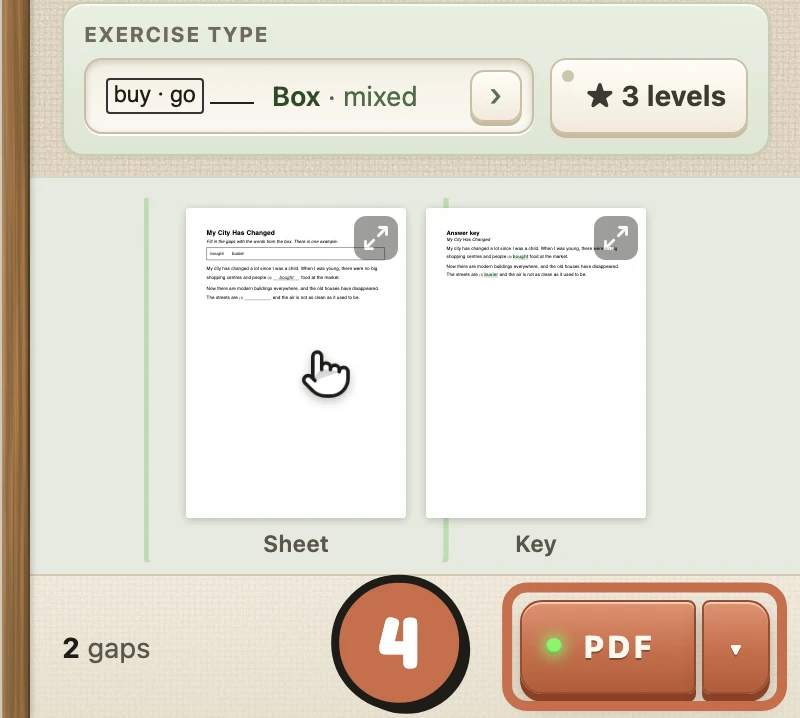 EXERCISE TYPE
buy · go ___ Box · mixed ›
★ 3 levels
My City Has Changed
Fill in the gaps with the words from the box. There is one example.
bought busier
My city has changed a lot since I was a child. When I was young, there were no big
shopping centres and people (0) bought food at the market.
Now there are modern buildings everywhere, and the old houses have disappeared.
The streets are (1) __________ and the air is not as clean as it used to be.
Answer key
My City Has Changed
My city has changed a lot since I was a child. When I was young, there were
shopping centres and people bought food at the market.
Now there are modern buildings everywhere, and the old houses have disappeared.
The streets are busier and the air is not as clean as it used to be.
Sheet
Key
2 gaps
4
PDF ▼